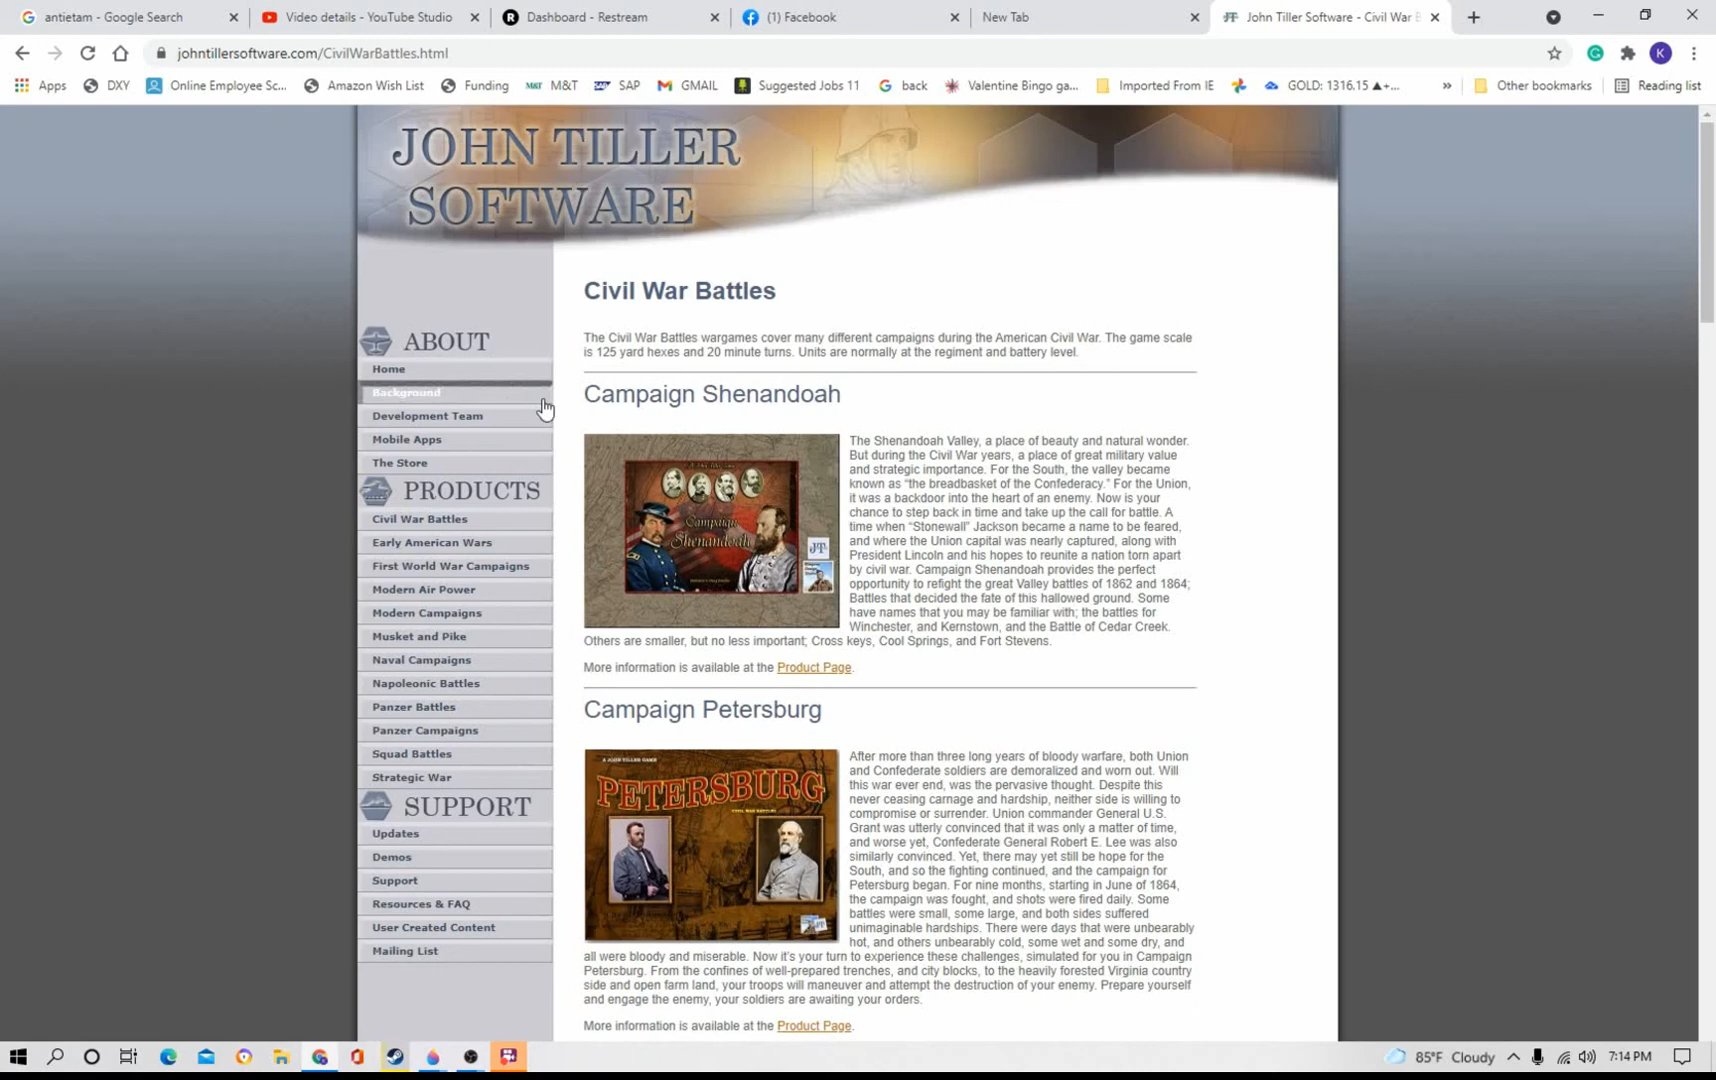 antietam - Google Search
Video details - YouTube Studio
Dashboard - Restream
(1) Facebook
New Tab
John Tiller Software - Civil War B
johntillersoftware.com/CivilWarBattles.html
K
Apps
DXY
Online Employee Sc...
Amazon Wish List
Funding
M&T
M&T
SAP
SAP
GMAIL
Suggested Jobs 11
back
Valentine Bingo ga...
Imported From IE
GOLD: 1316.15 ▲+...
»
Other bookmarks
Reading list
JOHN TILLER
SOFTWARE
ABOUT
Home
Background
Development Team
Mobile Apps
The Store
PRODUCTS
Civil War Battles
Early American Wars
First World War Campaigns
Modern Air Power
Modern Campaigns
Musket and Pike
Naval Campaigns
Napoleonic Battles
Panzer Battles
Panzer Campaigns
Squad Battles
Strategic War
SUPPORT
Updates
Demos
Support
Resources & FAQ
User Created Content
Mailing List
Civil War Battles
The Civil War Battles wargames cover many different campaigns during the American Civil War. The game scale
is 125 yard hexes and 20 minute turns. Units are normally at the regiment and battery level.
Campaign Shenandoah
Campaign
Shenandoah
JT
The Shenandoah Valley, a place of beauty and natural wonder.
But during the Civil War years, a place of great military value
and strategic importance. For the South, the valley became
known as “the breadbasket of the Confederacy.” For the Union,
it was a backdoor into the heart of an enemy. Now is your
chance to step back in time and take up the call for battle. A
time when “Stonewall” Jackson became a name to be feared,
and where the Union capital was nearly captured, along with
President Lincoln and his hopes to reunite a nation torn apart
by civil war. Campaign Shenandoah provides the perfect
opportunity to refight the great Valley battles of 1862 and 1864;
Battles that decided the fate of this hallowed ground. Some
have names that you may be familiar with; the battles for
Winchester, and Kernstown, and the Battle of Cedar Creek.
Others are smaller, but no less important; Cross keys, Cool Springs, and Fort Stevens.
More information is available at the Product Page.
Campaign Petersburg
A JOHN TILLER GAME
PETERSBURG
CIVIL WAR BATTLES
JT
After more than three long years of bloody warfare, both Union
and Confederate soldiers are demoralized and worn out. Will
this war ever end, was the pervasive thought. Despite this
never ceasing carnage and hardship, neither side is willing to
compromise or surrender. Union commander General U.S.
Grant was utterly convinced that it was only a matter of time,
and worse yet, Confederate General Robert E. Lee was also
similarly convinced. Yet, there may yet still be hope for the
South, and so the fighting continued, and the campaign for
Petersburg began. For nine months, starting in June of 1864,
the campaign was fought, and shots were fired daily. Some
battles were small, some large, and both sides suffered
unimaginable hardships. There were days that were unbearably
hot, and others unbearably cold, some wet and some dry, and
all were bloody and miserable. Now it's your turn to experience these challenges, simulated for you in Campaign
Petersburg. From the confines of well-prepared trenches, and city blocks, to the heavily forested Virginia country
side and open farm land, your troops will maneuver and attempt the destruction of your enemy. Prepare yourself
and engage the enemy, your soldiers are awaiting your orders.
More information is available at the Product Page.
85°F Cloudy
7:14 PM